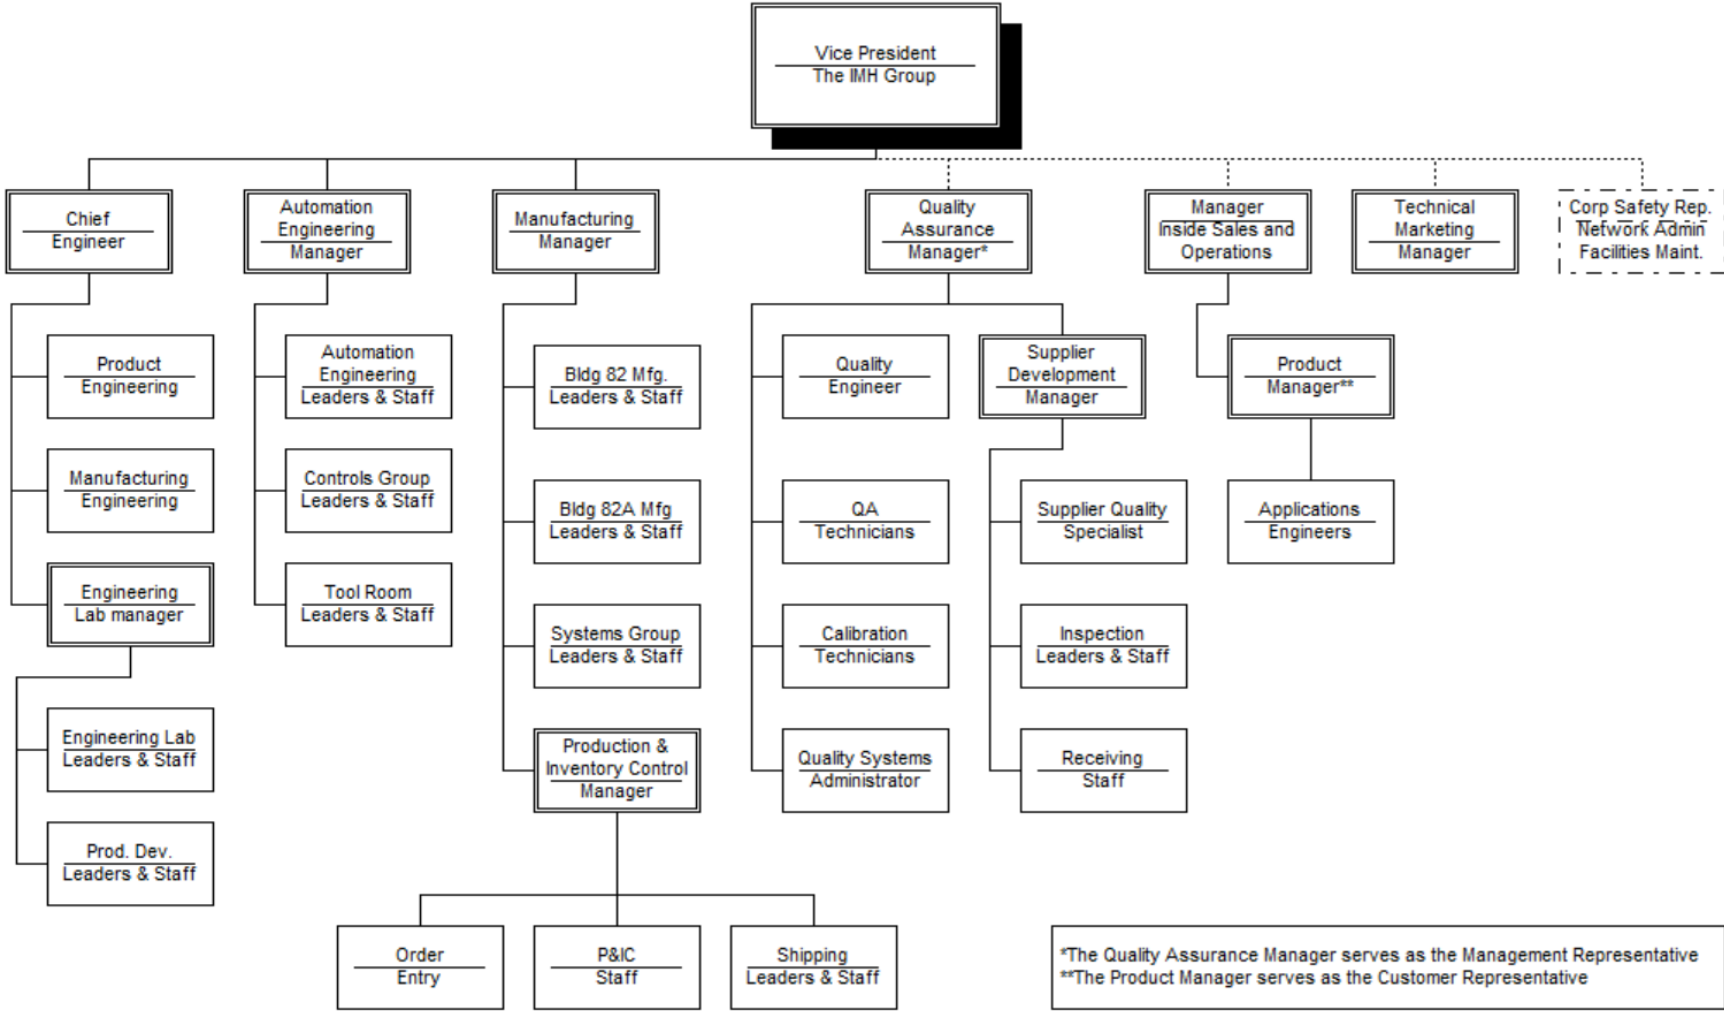 Vice President
The IMH Group
Chief
Engineer
Automation
Engineering
Manager
Manufacturing
Manager
Quality
Assurance
Manager*
Manager
Inside Sales and
Operations
Technical
Marketing
Manager
Corp Safety Rep.
Network Admin
Facilities Maint.
Product
Engineering
Manufacturing
Engineering
Engineering
Lab manager
Engineering Lab
Leaders & Staff
Prod. Dev.
Leaders & Staff
Automation
Engineering
Leaders & Staff
Controls Group
Leaders & Staff
Tool Room
Leaders & Staff
Bldg 82 Mfg.
Leaders & Staff
Bldg 82A Mfg
Leaders & Staff
Systems Group
Leaders & Staff
Production &
Inventory Control
Manager
Order
Entry
P&IC
Staff
Shipping
Leaders & Staff
Quality
Engineer
QA
Technicians
Calibration
Technicians
Quality Systems
Administrator
Supplier
Development
Manager
Supplier Quality
Specialist
Inspection
Leaders & Staff
Receiving
Staff
Product
Manager**
Applications
Engineers
*The Quality Assurance Manager serves as the Management Representative
**The Product Manager serves as the Customer Representative